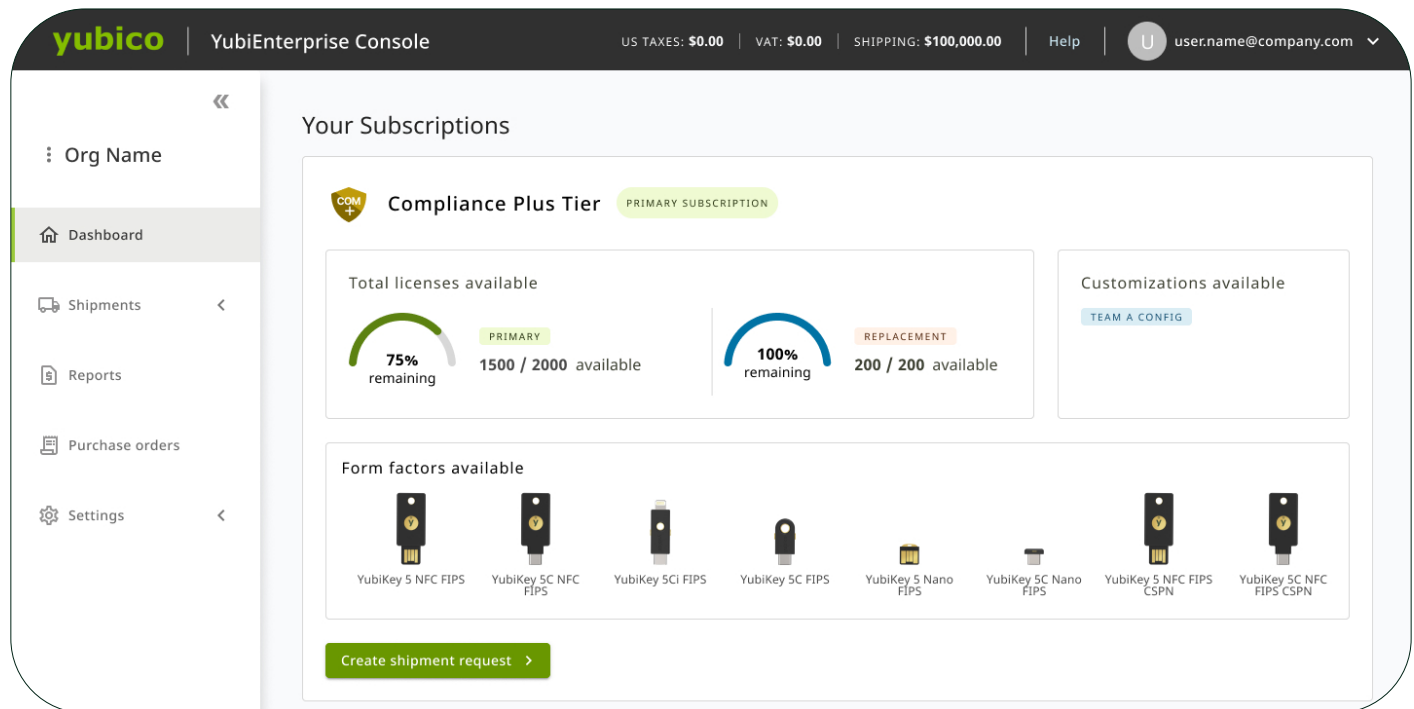 yubico
YubiEnterprise Console
US TAXES: $0.00
VAT: $0.00
SHIPPING: $100,000.00
Help
U
user.name@company.com
Org Name
Dashboard
Shipments
Reports
Purchase orders
Settings
Your Subscriptions
COM
+
Compliance Plus Tier
PRIMARY SUBSCRIPTION
Total licenses available
75%
remaining
PRIMARY
1500 / 2000 available
100%
remaining
REPLACEMENT
200 / 200 available
Customizations available
TEAM A CONFIG
Form factors available
YubiKey 5 NFC FIPS
YubiKey 5C NFC
FIPS
YubiKey 5Ci FIPS
YubiKey 5C FIPS
YubiKey 5 Nano
FIPS
YubiKey 5C Nano
FIPS
YubiKey 5 NFC FIPS
CSPN
YubiKey 5C NFC
FIPS CSPN
Create shipment request